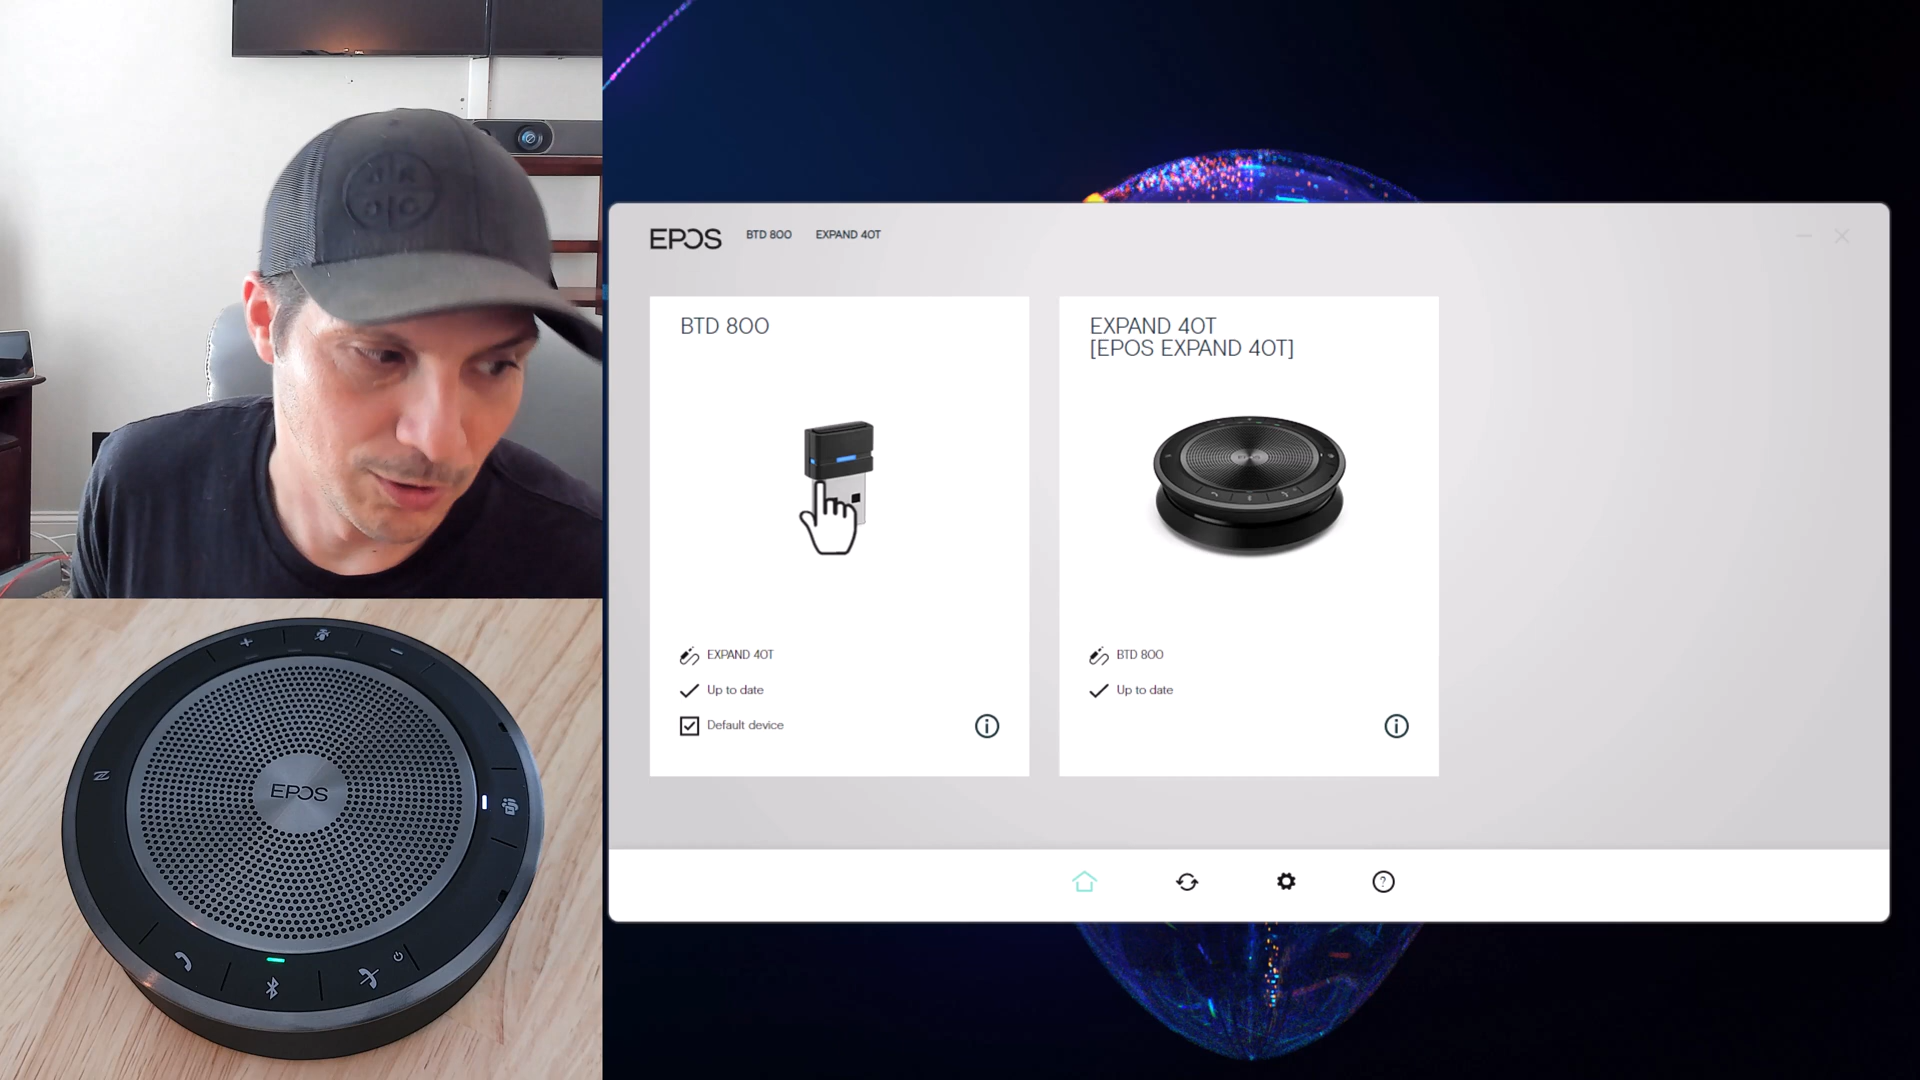 EPOS
BTD 800
EXPAND 40T
BTD 800
EXPAND 40T
[EPOS EXPAND 40T]
EXPAND 40T
Up to date
Default device
BTD 800
Up to date
EPOS